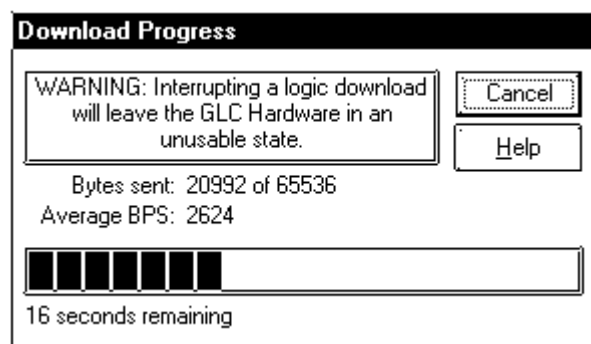 Download Progress
WARNING: Interrupting a logic download
will leave the GLC Hardware in an
unusable state.
Cancel
Help
Bytes sent: 20992 of 65536
Average BPS: 2624
16 seconds remaining